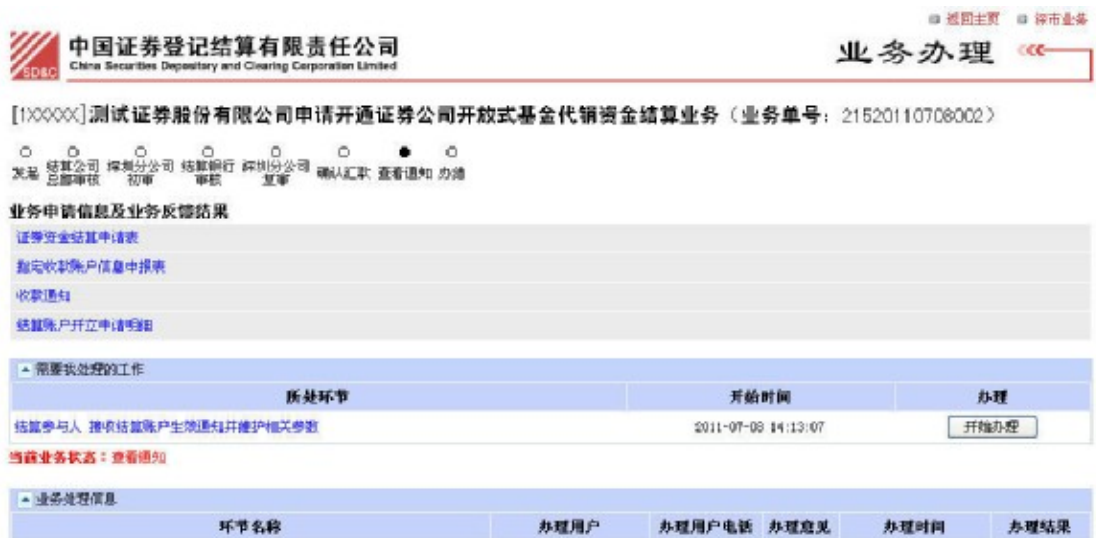 返回主页 深市业务
中国证券登记结算有限责任公司
China Securities Depository and Clearing Corporation Limited
SD&C
业务办理
[1XXXXX]测试证券股份有限公司申请开通证券公司开放式基金代销资金结算业务（业务单号：21520110708002）
发起 结算公司总部审核 深圳分公司初审 结算银行审核 深圳分公司复审 确认汇款 查看通知 办结
业务申请信息及业务反馈结果
证券资金结算申请表
指定收款账户信息申报表
收款通知
结算账户开立申请明细
需要我处理的工作
所处环节 开始时间 办理
结算参与人 接收结算账户生效通知并维护相关参数 2011-07-08 14:13:07 开始办理
当前业务状态：查看通知
业务处理信息
环节名称 办理用户 办理用户电话 办理意见 办理时间 办理结果